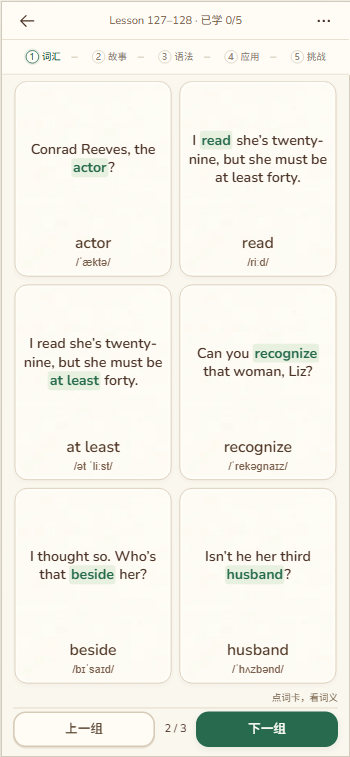 Lesson 127–128 · 已学 0/5
1 词汇 – 2 故事 – 3 语法 – 4 应用 – 5 挑战
Conrad Reeves, the
actor?
actor
/ˈæktə/
I read she's twenty-
nine, but she must be
at least forty.
read
/riːd/
I read she's twenty-
nine, but she must be
at least forty.
at least
/ət ˈliːst/
Can you recognize
that woman, Liz?
recognize
/ˈrekəgnaɪz/
I thought so. Who's
that beside her?
beside
/bɪˈsaɪd/
Isn't he her third
husband?
husband
/ˈhʌzbənd/
点词卡，看词义
上一组
2 / 3
下一组